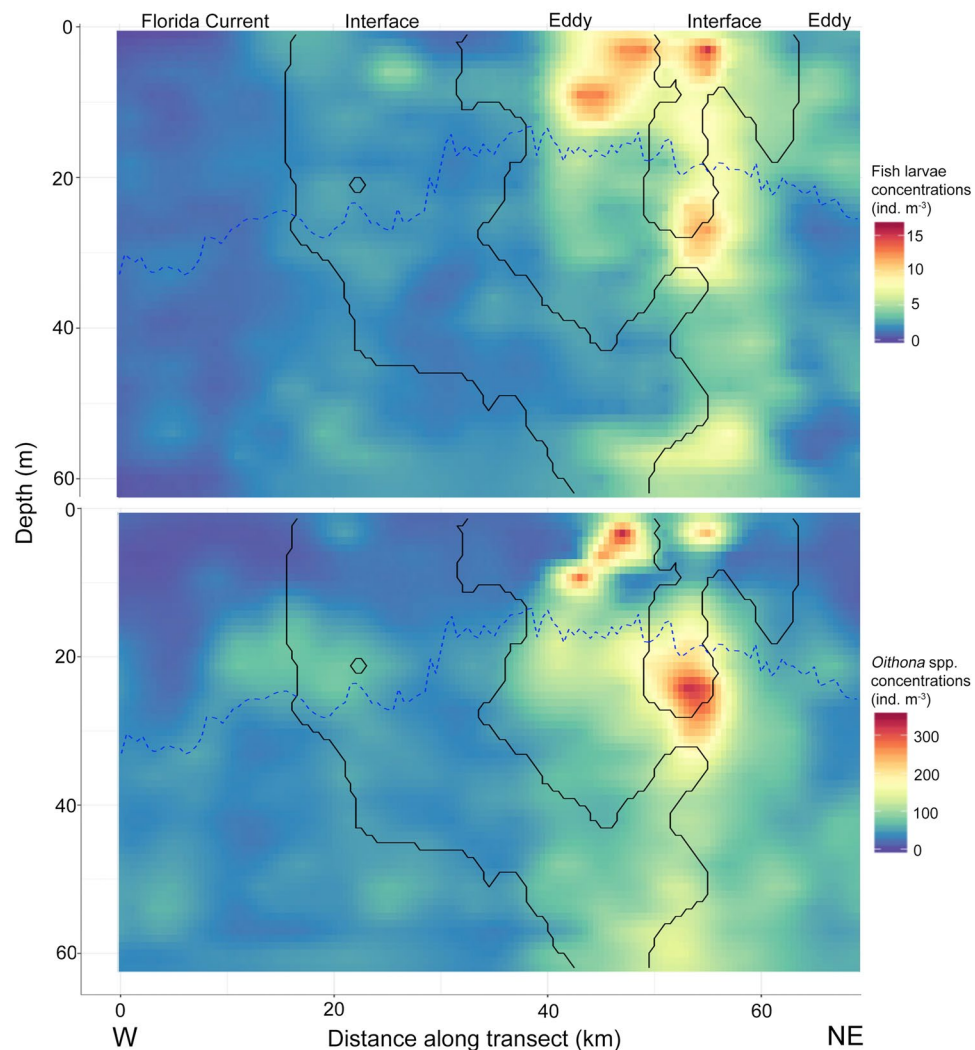 Florida Current Interface Eddy Interface Eddy
0
20
40
60
Fish larvae
concentrations
(ind. m⁻³)
15
10
5
0
Depth (m)
0
20
40
60
Oithona spp.
concentrations
(ind. m⁻³)
300
200
100
0
0 20 40 60
W Distance along transect (km) NE